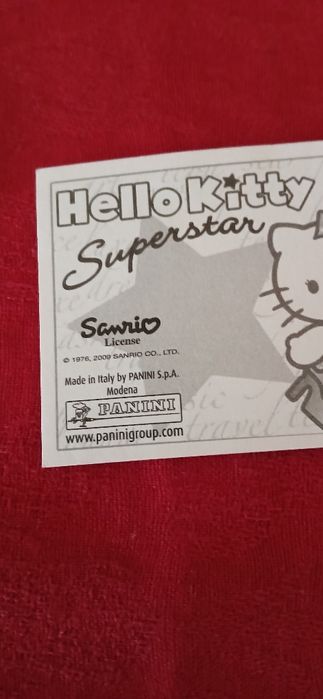 Hello Kitty
Superstar
Sanrio
License
© 1976, 2009 SANRIO CO., LTD.
Made in Italy by PANINI S.p.A.
Modena
PANINI
www.paninigroup.com
travel